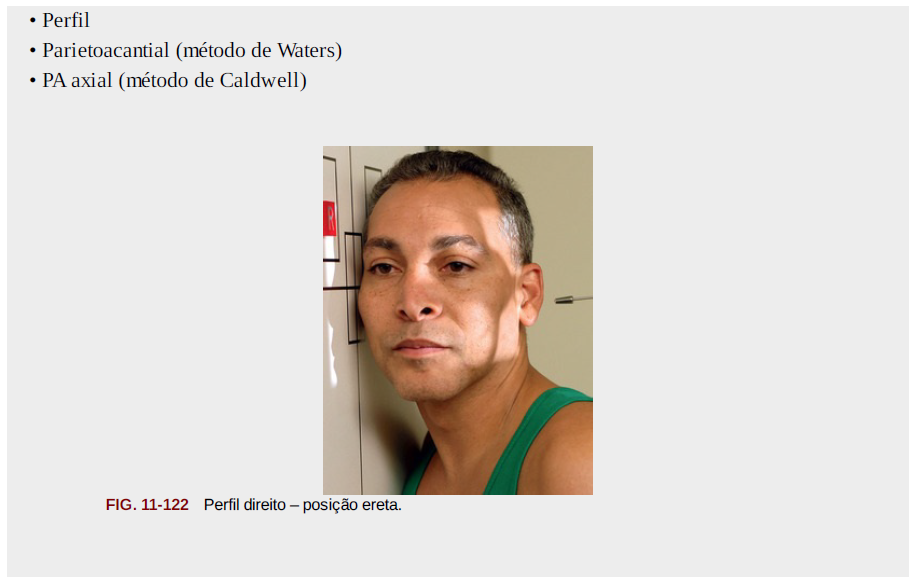 • Perfil
• Parietoacantial (método de Waters)
• PA axial (método de Caldwell)
R
FIG. 11-122 Perfil direito – posição ereta.